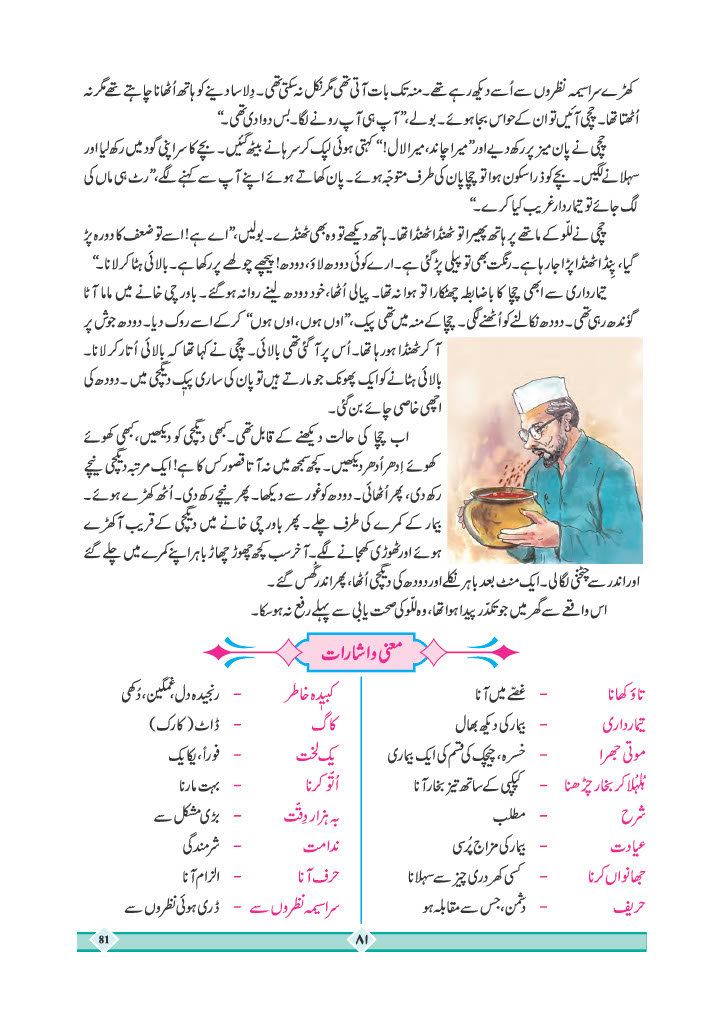 کھڑے سراسیمہ نظروں سے اُسے دیکھ رہے تھے۔ منہ تک بات آتی تھی مگر نکل نہ سکتی تھی۔ دِلاسا دینے کو ہاتھ اُٹھانا چاہتے تھے مگر نہ
اُٹھتا تھا۔ چچی آئیں تو ان کے حواس بجا ہوئے۔ بولے، ”آپ ہی آپ رونے لگا۔ بس دوا دی تھی۔“
چچی نے پان میز پر رکھ دیے اور ”میرا چاند، میرا لال!“ کہتی ہوئی لپک کر سرہانے بیٹھ گئیں۔ بچے کا سر اپنی گود میں رکھ لیا اور
سہلانے لگیں۔ بچے کو ذرا سکون ہوا تو چچا پان کی طرف متوجّہ ہوئے۔ پان کھاتے ہوئے اپنے آپ سے کہنے لگے، ”رٹ ہی ماں کی
لگ جائے تو تیماردار غریب کیا کرے۔“
چچی نے للّو کے ماتھے پر ہاتھ پھیرا تو ٹھنڈا ٹھنڈا تھا۔ ہاتھ دیکھے تو وہ بھی ٹھنڈے۔ بولیں، ”اے ہے! اسے تو ضعف کا دورہ پڑ
گیا، پنڈا ٹھنڈا پڑا جا رہا ہے۔ رنگت بھی تو پیلی پڑ گئی ہے۔ ارے کوئی دودھ لاؤ، دودھ! پیچھے چولھے پر رکھا ہے۔ بالائی ہٹا کر لانا۔“
تیمارداری سے ابھی چچا کا باضابطہ چھٹکارا تو ہوا نہ تھا۔ پیالی اُٹھا، خود دودھ لینے روانہ ہو گئے۔ باورچی خانے میں ماما آٹا
گوندھ رہی تھی۔ دودھ نکالنے کو اُٹھنے لگی۔ چچا کے منہ میں تھی پیک، ”اوں ہوں، اوں ہوں“ کر کے اسے روک دیا۔ دودھ جوش پر
آ کر ٹھنڈا ہو رہا تھا۔ اُس پر آ گئی تھی بالائی۔ چچی نے کہا تھا کہ بالائی اُتار کر لانا۔
بالائی ہٹانے کو ایک پھونک جو مارتے ہیں تو پان کی ساری پیک دیگچی میں۔ دودھ کی
اچھی خاصی چائے بن گئی۔
اب چچا کی حالت دیکھنے کے قابل تھی۔ کبھی دیگچی کو دیکھیں، کبھی کھوئے
کھوئے اِدھر اُدھر دیکھیں۔ کچھ سمجھ میں نہ آتا قصور کس کا ہے! ایک مرتبہ دیگچی نیچے
رکھ دی، پھر اُٹھائی۔ دودھ کو غور سے دیکھا۔ پھر نیچے رکھ دی۔ اُٹھ کھڑے ہوئے۔
بیمار کے کمرے کی طرف چلے۔ پھر باورچی خانے میں دیگچی کے قریب آ کھڑے
ہوئے اور ٹھوڑی کھجانے لگے۔ آخر سب کچھ چھوڑ چھاڑ باہر اپنے کمرے میں چلے گئے
اور اندر سے چٹخنی لگا لی۔ ایک منٹ بعد باہر نکلے اور دودھ کی دیگچی اُٹھا، پھر اندر گھس گئے۔
اس واقعے سے گھر میں جو تکدّر پیدا ہوا تھا، وہ للّو کی صحت یابی سے پہلے رفع نہ ہو سکا۔
معنی و اشارات
تاؤ کھانا – غصّے میں آنا
تیمارداری – بیمار کی دیکھ بھال
موتی جھرا – خسرہ، چیچک کی قسم کی ایک بیماری
ہُلہُلا کر بخار چڑھنا – کپکپی کے ساتھ تیز بخار آنا
شرح – مطلب
عیادت – بیمار کی مزاج پُرسی
جھانواں کرنا – کسی کھردری چیز سے سہلانا
حریف – دشمن، جس سے مقابلہ ہو
کبیدہ خاطر – رنجیدہ دل، غمگین، دُکھی
کاگ – ڈاٹ (کارک)
یک لخت – فوراً، یکایک
اُتّو کرنا – بہت مارنا
بہ ہزار دِقّت – بڑی مشکل سے
ندامت – شرمندگی
حرف آنا – الزام آنا
سراسیمہ نظروں سے – ڈری ہوئی نظروں سے
81
۸۱